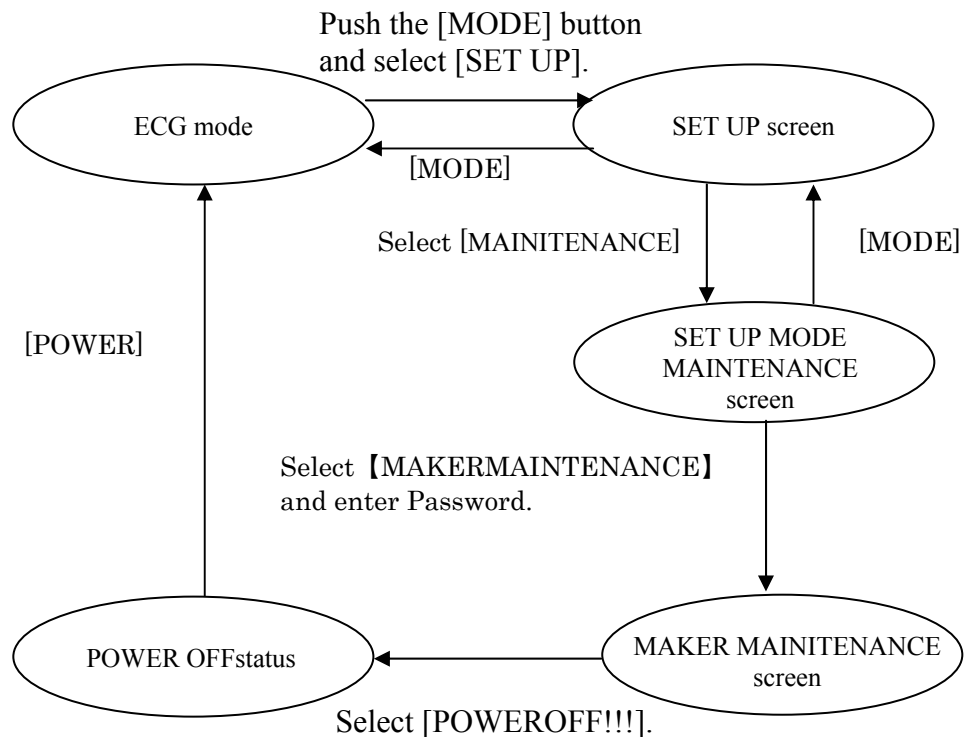 Push the [MODE] button
and select [SET UP].
ECG mode
SET UP screen
[MODE]
Select [MAINITENANCE]
[MODE]
[POWER]
SET UP MODE
MAINTENANCE
screen
Select【MAKERMAINTENANCE】
and enter Password.
POWER OFFstatus
MAKER MAINITENANCE
screen
Select [POWEROFF!!!].